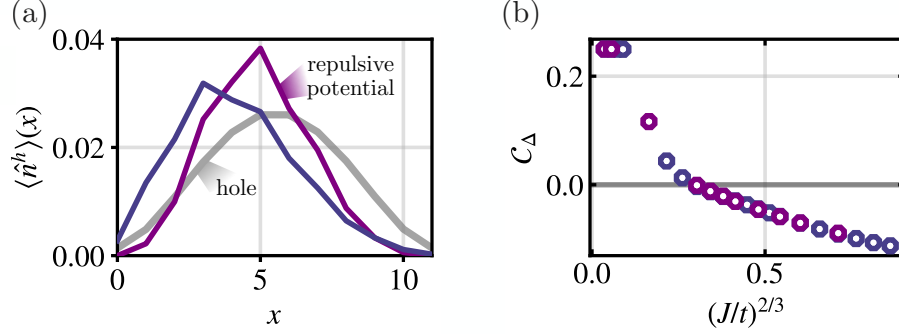 (a)
0.04
0.02
0.00
⟨n̂ʰ⟩(x)
repulsive
potential
hole
0
5
10
x
(b)
0.2
0.0
C_Δ
0.0
0.5
(J/t)^{2/3}